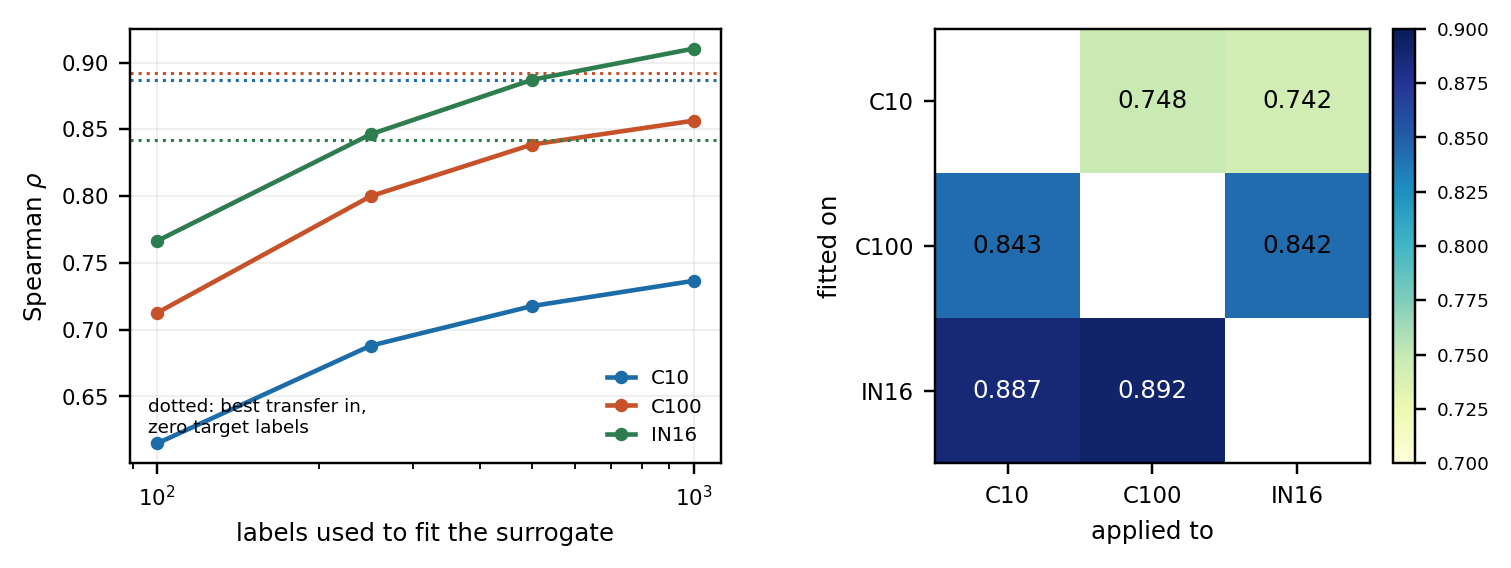 0.90
0.85
0.80
0.75
0.70
0.65
Spearman ρ
dotted: best transfer in,
zero target labels
C10
C100
IN16
10²
10³
labels used to fit the surrogate
fitted on
C10
C100
IN16
0.748
0.742
0.843
0.842
0.887
0.892
C10
C100
IN16
applied to
0.900
0.875
0.850
0.825
0.800
0.775
0.750
0.725
0.700